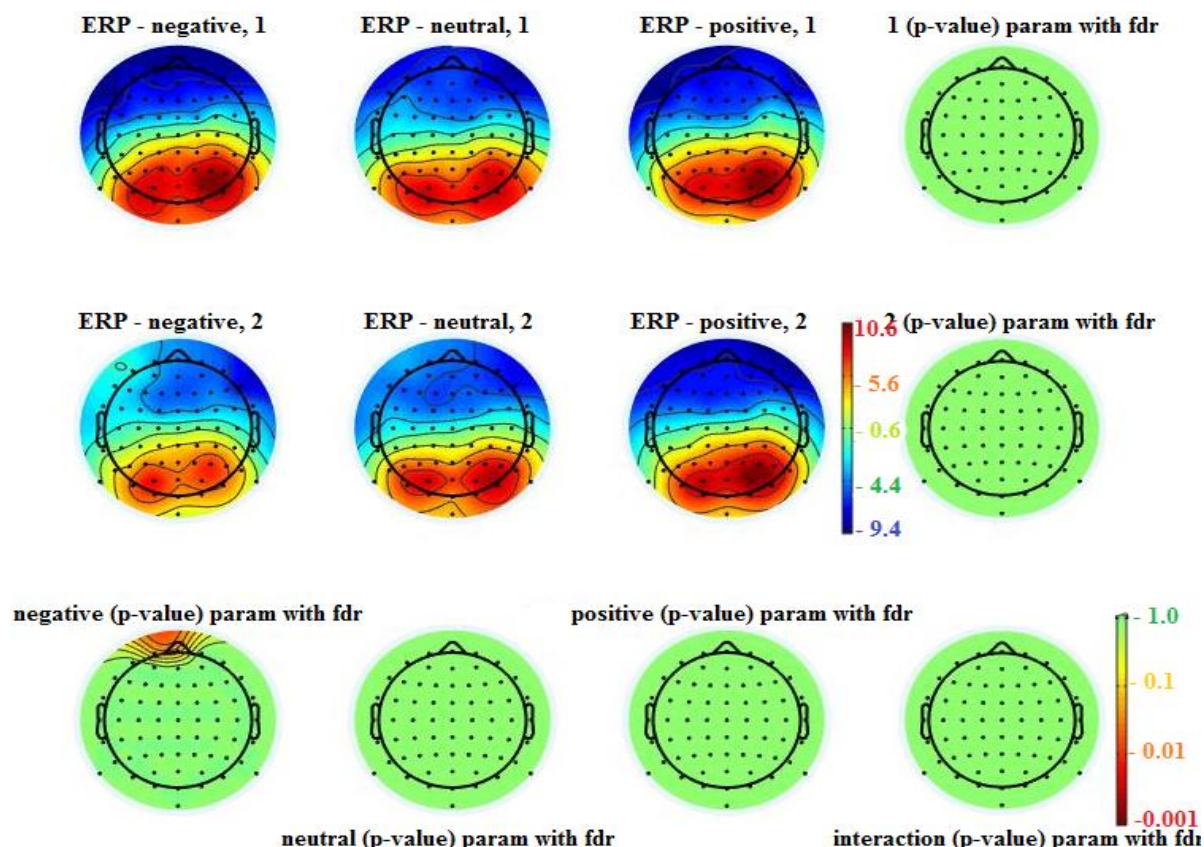 ERP - negative, 1
ERP - neutral, 1
ERP - positive, 1
1 (p-value) param with fdr
ERP - negative, 2
ERP - neutral, 2
ERP - positive, 2
2 (p-value) param with fdr
10.6
- 5.6
- 0.6
- 4.4
- 9.4
negative (p-value) param with fdr
positive (p-value) param with fdr
- 1.0
- 0.1
- 0.01
-0.001
neutral (p-value) param with fdr
interaction (p-value) param with fdr